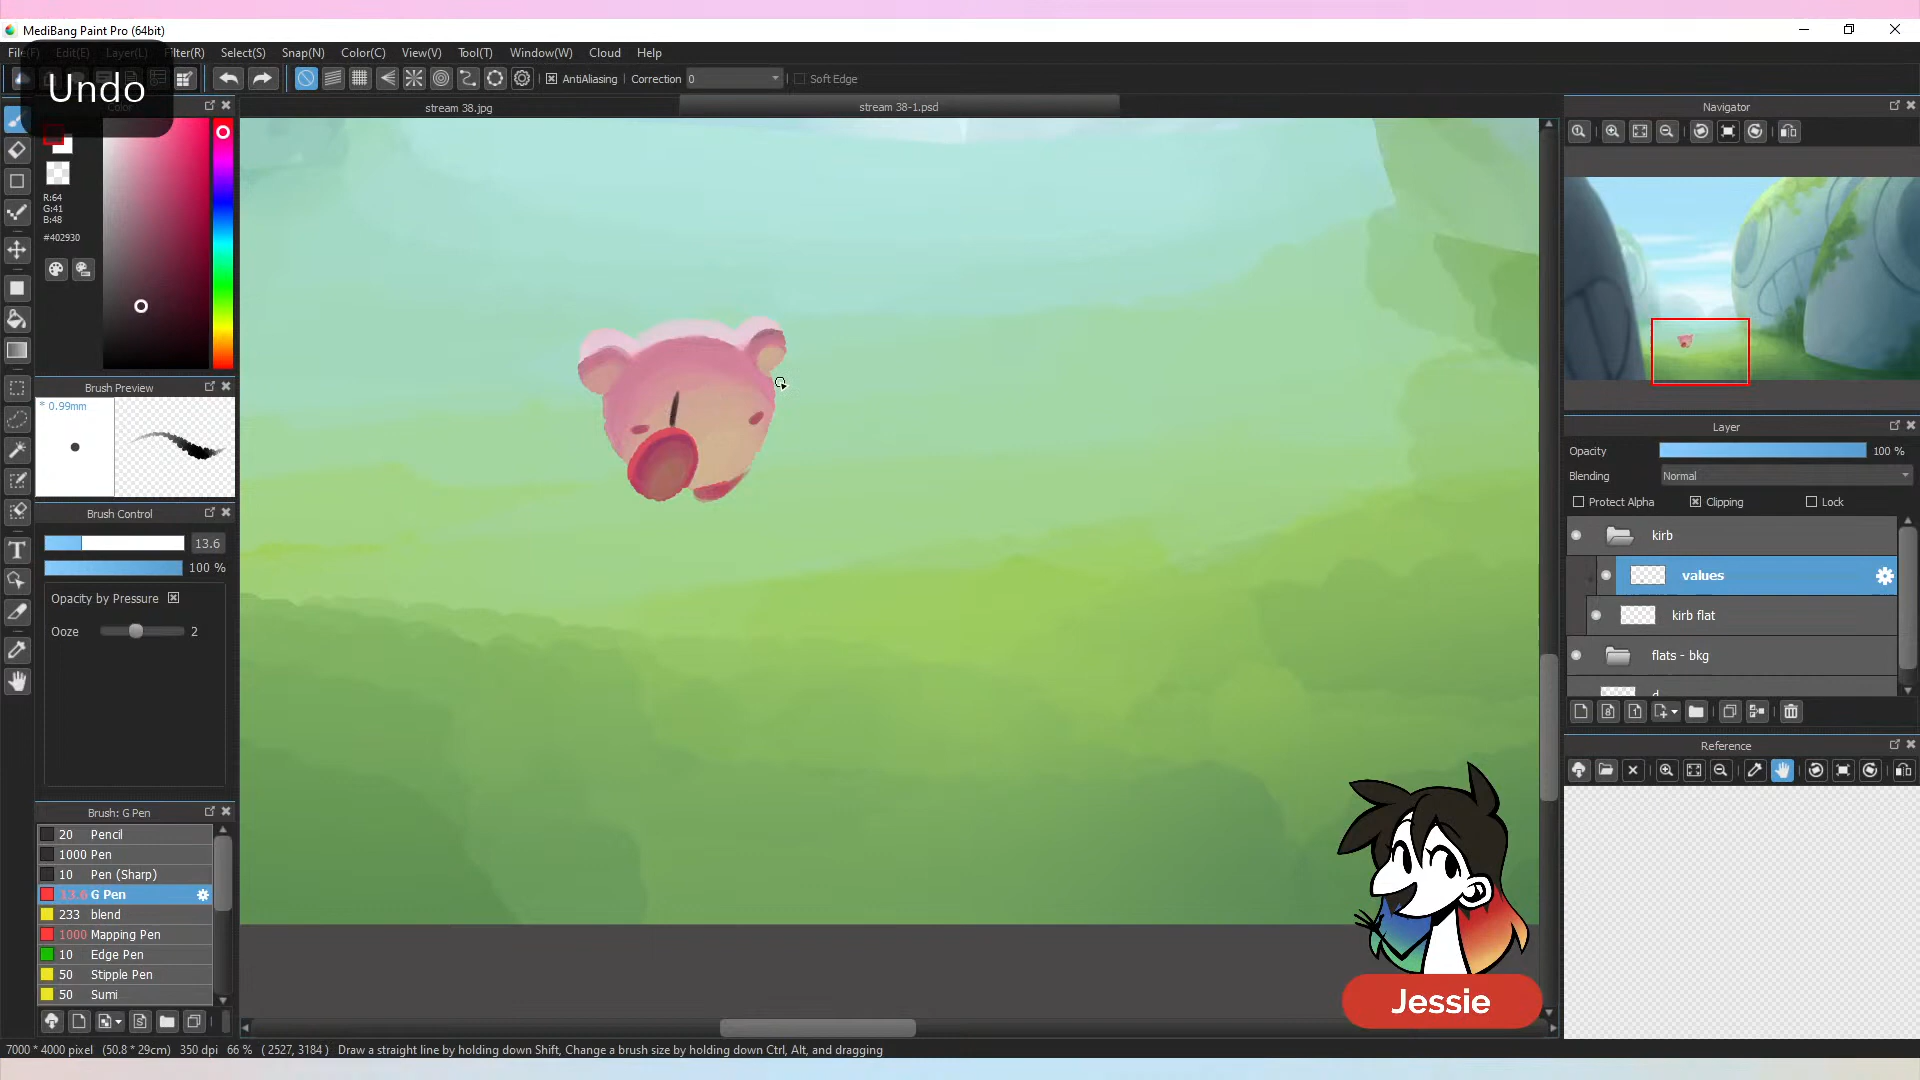 MediBang Paint Pro (64bit)
File(F) Edit(E) Layer(L) Filter(R) Select(S) Snap(N) Color(C) View(V) Tool(T) Window(W) Cloud Help
Undo
AntiAliasing Correction 0 Soft Edge
Color
stream 38.jpg
stream 38-1.psd
R:64
G:41
B:48
#402930
Brush Preview
* 0.99mm
Brush Control
13.6
100 %
Opacity by Pressure
Ooze 2
Brush: G Pen
20 Pencil
1000 Pen
10 Pen (Sharp)
13.6 G Pen
233 blend
1000 Mapping Pen
10 Edge Pen
50 Stipple Pen
50 Sumi
Navigator
Layer
Opacity 100 %
Blending Normal
Protect Alpha Clipping Lock
kirb
values
kirb flat
flats - bkg
Reference
Jessie
7000 * 4000 pixel (50.8 * 29cm) 350 dpi 66 % ( 2527, 3184 ) Draw a straight line by holding down Shift, Change a brush size by holding down Ctrl, Alt, and dragging